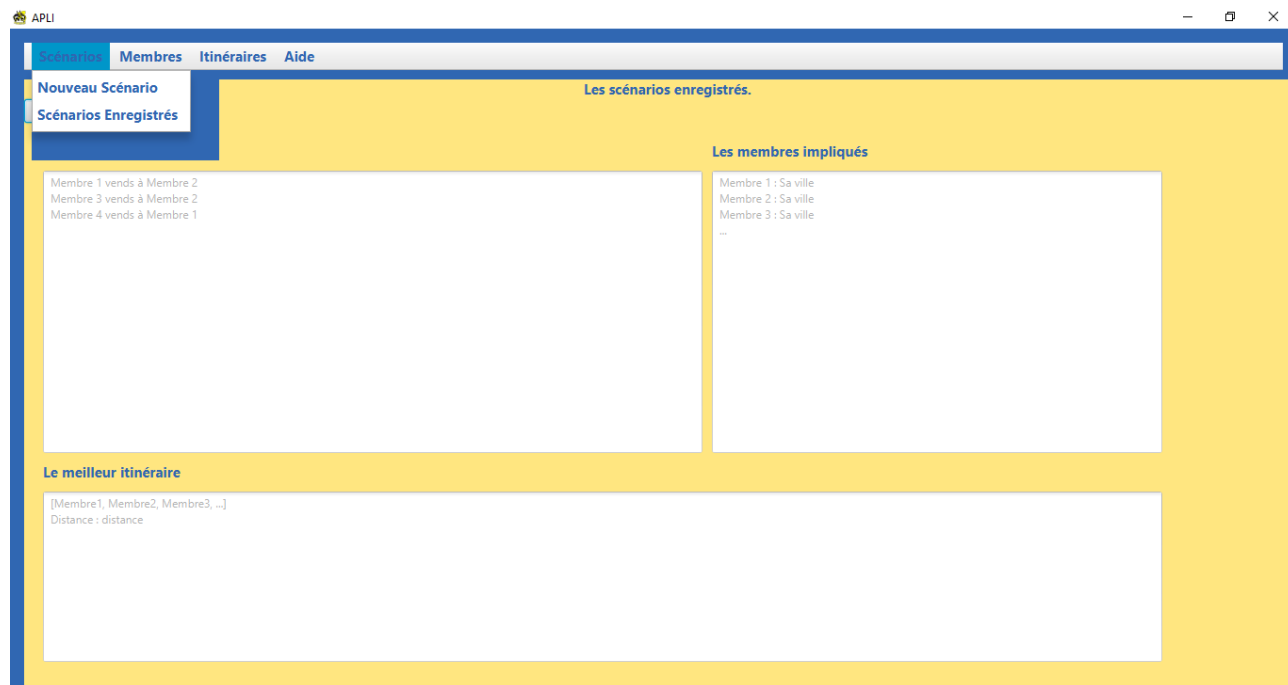 APLI
Scénarios Membres Itinéraires Aide
Nouveau Scénario
Scénarios Enregistrés
Les scénarios enregistrés.
Les membres impliqués
Membre 1 vends à Membre 2
Membre 3 vends à Membre 2
Membre 4 vends à Membre 1
Membre 1 : Sa ville
Membre 2 : Sa ville
Membre 3 : Sa ville
...
Le meilleur itinéraire
[Membre1, Membre2, Membre3, ...]
Distance : distance